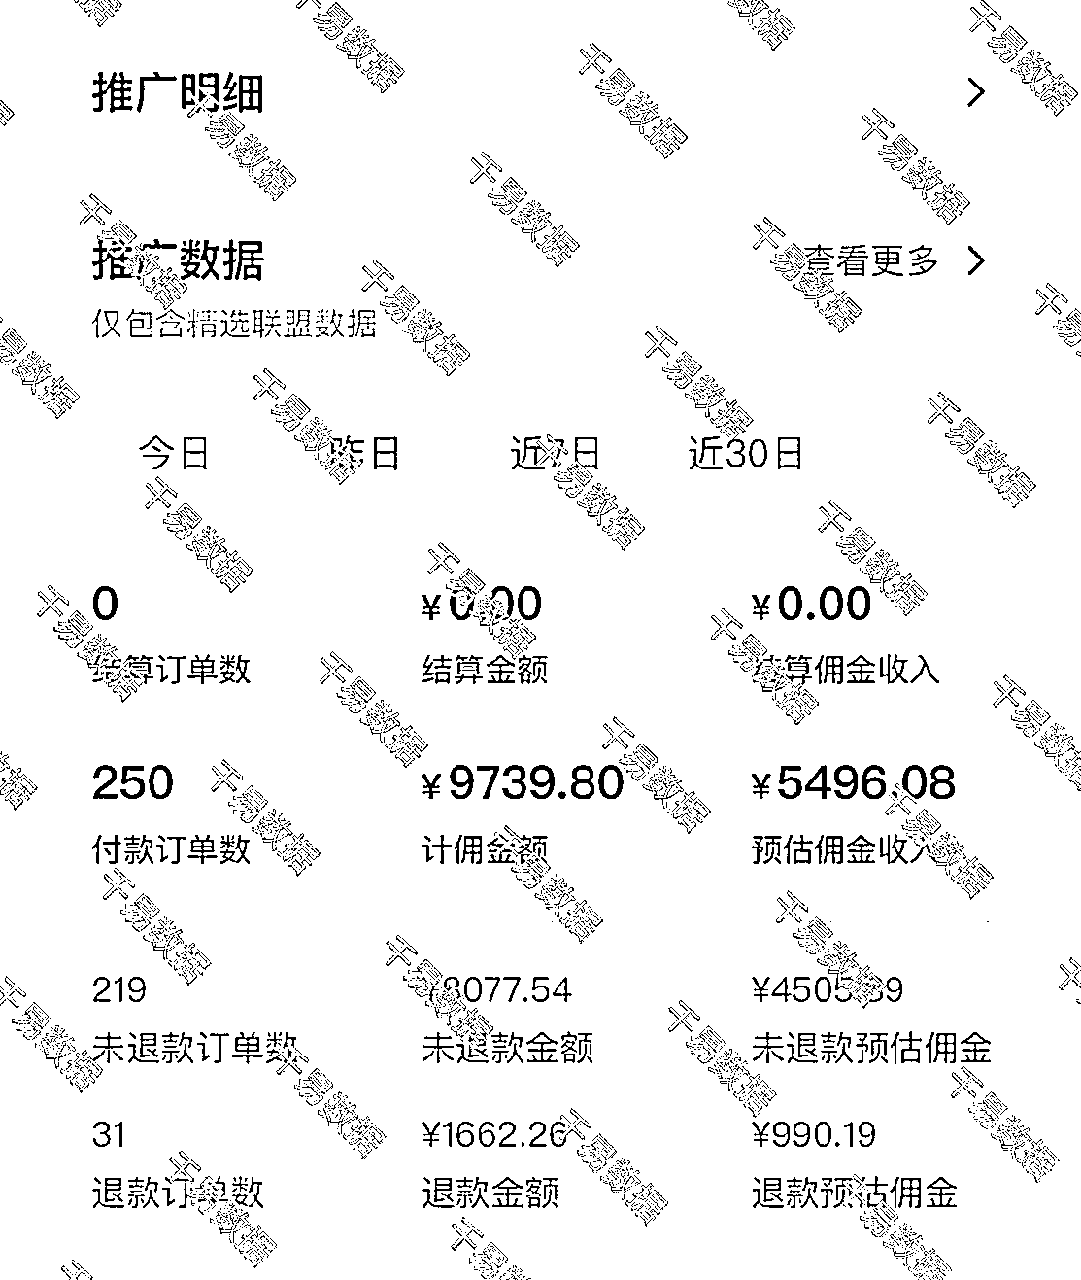 推广明细
推广数据 查看更多
仅包含精选联盟数据
今日 昨日 近7日 近30日
0 ¥0.00 ¥0.00
结算订单数 结算金额 结算佣金收入
250 ¥9739.80 ¥5496.08
付款订单数 计佣金额 预估佣金收入
219 ¥8077.54 ¥4505.89
未退款订单数 未退款金额 未退款预估佣金
31 ¥1662.26 ¥990.19
退款订单数 退款金额 退款预估佣金
千易数据